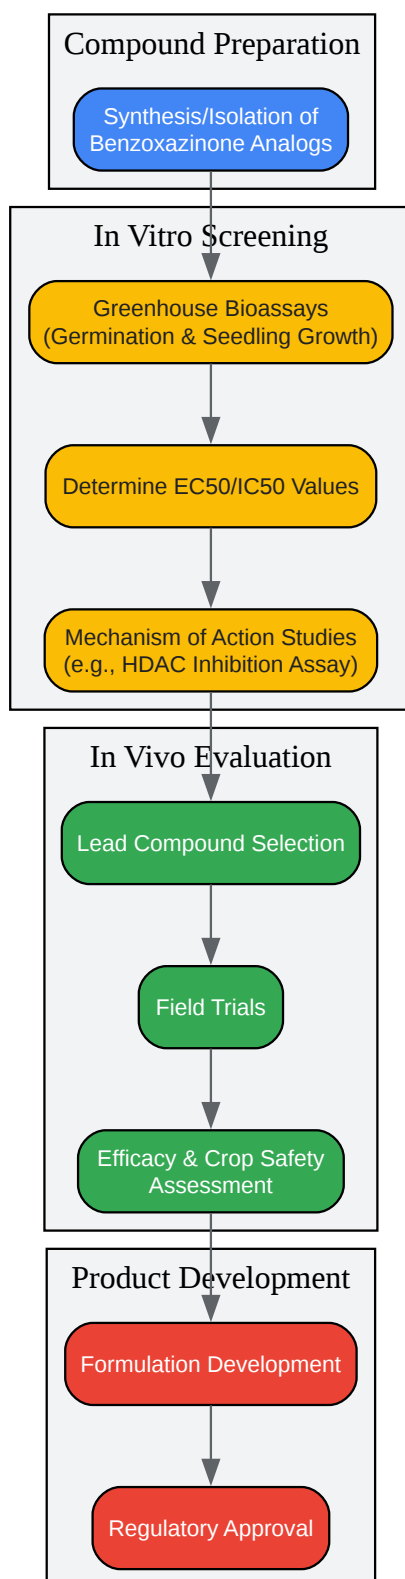 Compound Preparation
Synthesis/Isolation of
Benzoxazinone Analogs
In Vitro Screening
Greenhouse Bioassays
(Germination & Seedling Growth)
Determine EC50/IC50 Values
Mechanism of Action Studies
(e.g., HDAC Inhibition Assay)
In Vivo Evaluation
Lead Compound Selection
Field Trials
Efficacy & Crop Safety
Assessment
Product Development
Formulation Development
Regulatory Approval